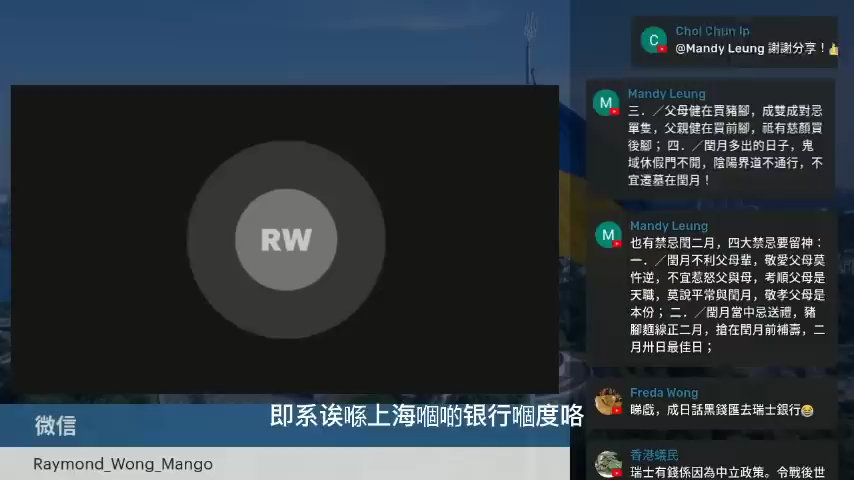 RW
即系诶喺上海嗰啲银行嗰度咯
微信
Raymond_Wong_Mango
Choi Chun Ip
@Mandy Leung 謝謝分享！👍
Mandy Leung
三．／父母健在買豬腳，成雙成對忌
單隻，父親健在買前腳，祗有慈顏買
後腳；四．／閏月多出的日子，鬼
域休假門不開，陰陽界道不通行，不
宜遷墓在閏月！
Mandy Leung
也有禁忌閏二月，四大禁忌要留神：
一．／閏月不利父母輩，敬愛父母莫
忤逆，不宜惹怒父與母，考順父母是
天職，莫說平常與閏月，敬孝父母是
本份；二．／閏月當中忌送禮，豬
腳麵線正二月，搶在閏月前補壽，二
月卅日最佳日；
Freda Wong
睇戲，成日話黑錢匯去瑞士銀行😂
香港蟻民
瑞士有錢係因為中立政策。令戰後世